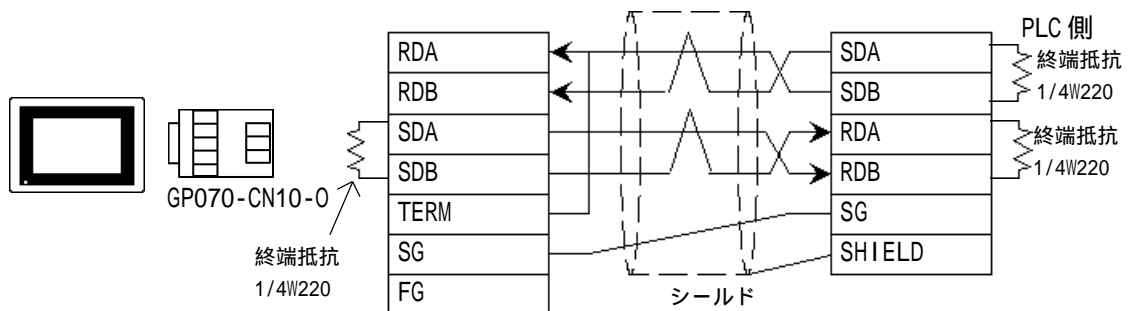 PLC 側
RDA
RDB
SDA
SDB
TERM
SG
FG
SDA
SDB
RDA
RDB
SG
SHIELD
終端抵抗
1/4W220
終端抵抗
1/4W220
GP070-CN10-O
終端抵抗
1/4W220
シールド